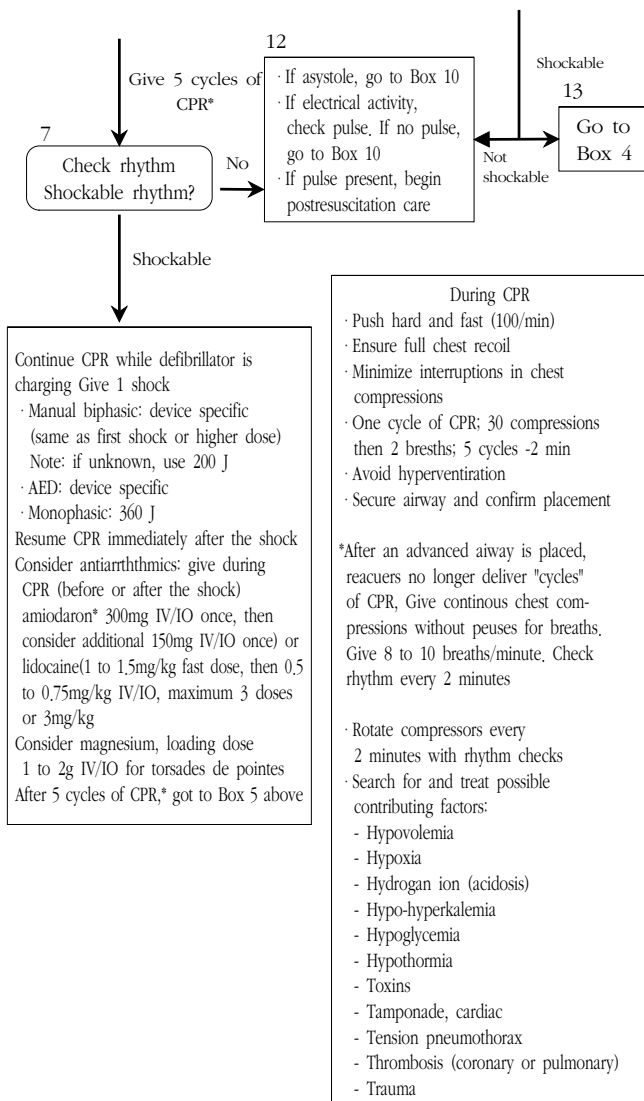 12
Give 5 cycles of
CPR*
· If asystole, go to Box 10
· If electrical activity,
check pulse. If no pulse,
go to Box 10
· If pulse present, begin
postresuscitation care
Shockable
13
Go to
Box 4
Not
shockable
7
Check rhythm
Shockable rhythm?
No
Shockable
Continue CPR while defibrillator is
charging Give 1 shock
· Manual biphasic: device specific
(same as first shock or higher dose)
Note: if unknown, use 200 J
· AED: device specific
· Monophasic: 360 J
Resume CPR immediately after the shock
Consider antiarrthtmics: give during
CPR (before or after the shock)
amiodaron* 300mg IV/IO once, then
consider additional 150mg IV/IO once) or
lidocaine(1 to 1.5mg/kg fast dose, then 0.5
to 0.75mg/kg IV/IO, maximum 3 doses
or 3mg/kg
Consider magnesium, loading dose
1 to 2g IV/IO for torsades de pointes
After 5 cycles of CPR,* got to Box 5 above
During CPR
· Push hard and fast (100/min)
· Ensure full chest recoil
· Minimize interruptions in chest
compressions
· One cycle of CPR; 30 compressions
then 2 bresths; 5 cycles -2 min
· Avoid hyperventiration
· Secure airway and confirm placement
*After an advanced aiway is placed,
reacuers no longer deliver "cycles"
of CPR, Give continous chest com-
pressions without peuses for breaths.
Give 8 to 10 breaths/minute. Check
rhythm every 2 minutes
· Rotate compressors every
2 minutes with rhythm checks
· Search for and treat possible
contributing factors:
- Hypovolemia
- Hypoxia
- Hydrogan ion (acidosis)
- Hypo-hyperkalemia
- Hypoglycemia
- Hypothormia
- Toxins
- Tamponade, cardiac
- Tension pneumothorax
- Thrombosis (coronary or pulmonary)
- Trauma